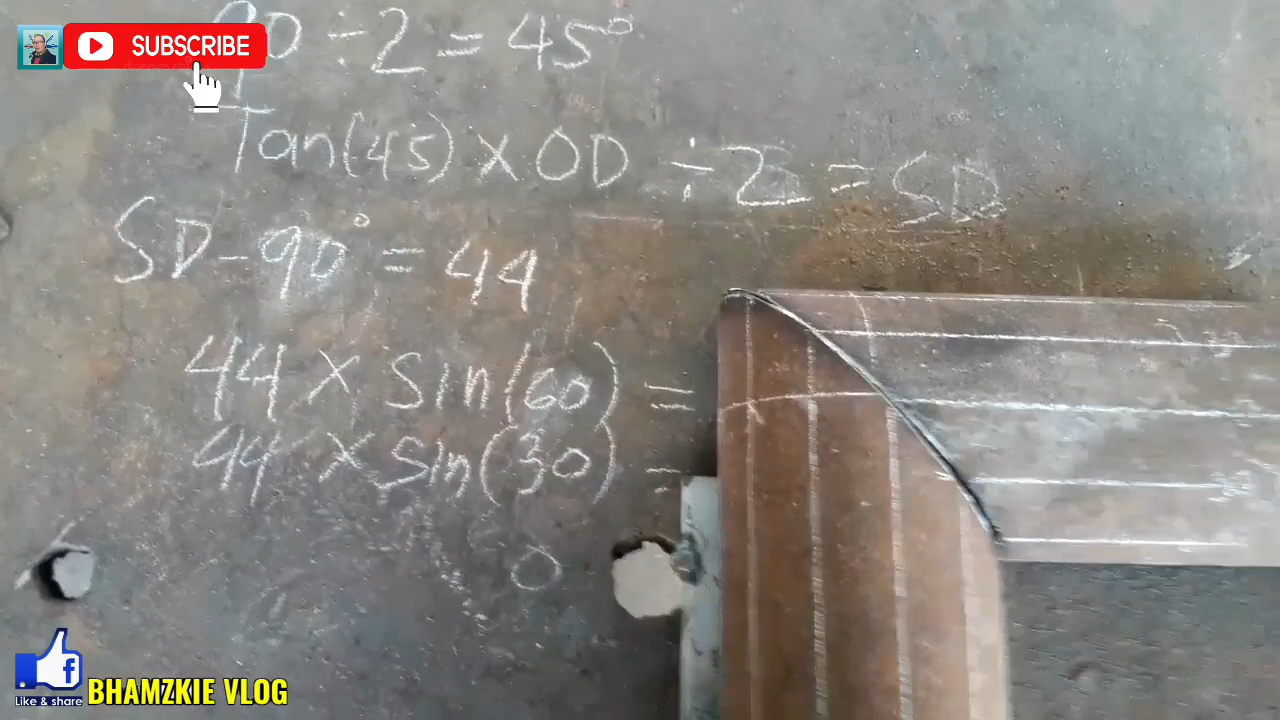 90 ÷ 2 = 45°
SUBSCRIBE
Tan(45) X OD ÷ 2 = SD
SD - 90° = 44
44 X Sin(60) =
44 X Sin(30) =
0
Like & share
BHAMZKIE VLOG